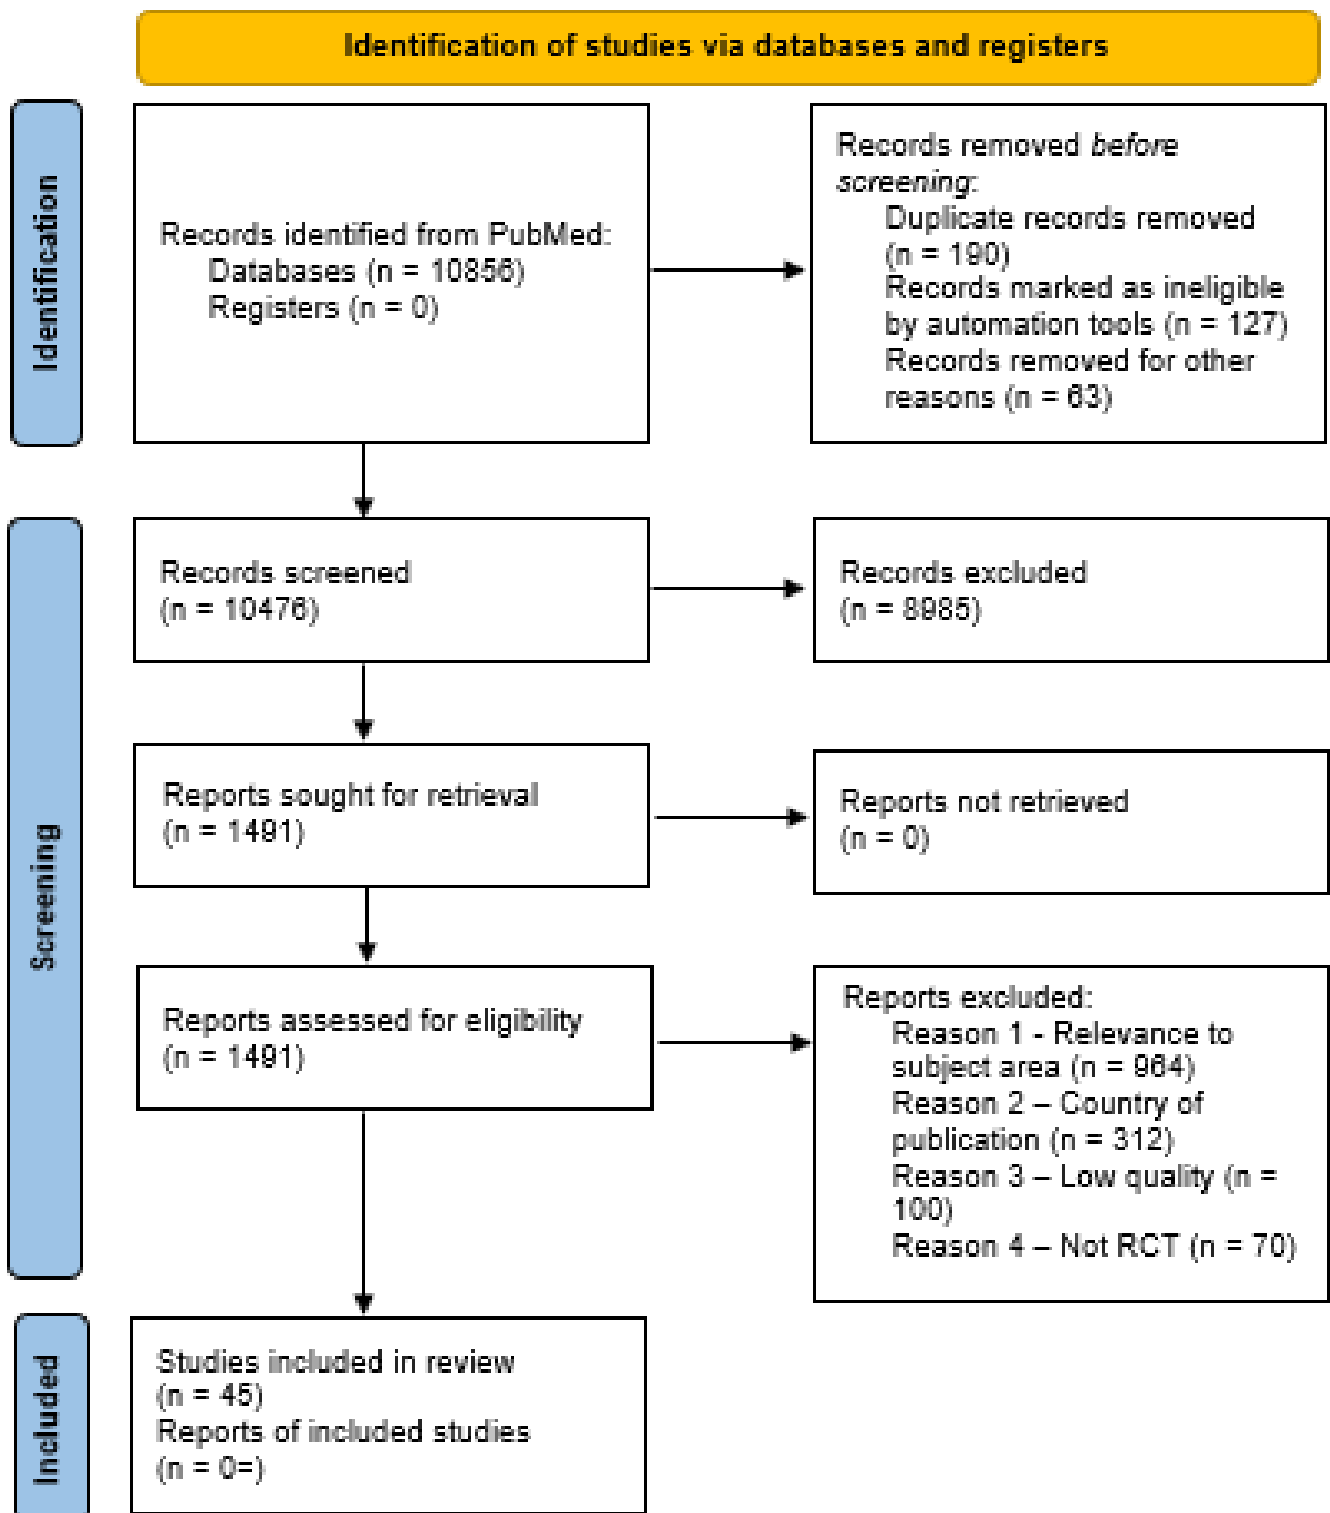 Identification of studies via databases and registers
Identification
Records identified from PubMed:
Databases (n = 10856)
Registers (n = 0)
Records removed before
screening:
Duplicate records removed
(n = 190)
Records marked as ineligible
by automation tools (n = 127)
Records removed for other
reasons (n = 63)
Screening
Records screened
(n = 10476)
Records excluded
(n = 8985)
Reports sought for retrieval
(n = 1491)
Reports not retrieved
(n = 0)
Reports assessed for eligibility
(n = 1491)
Reports excluded:
Reason 1 - Relevance to
subject area (n = 964)
Reason 2 – Country of
publication (n = 312)
Reason 3 – Low quality (n =
100)
Reason 4 – Not RCT (n = 70)
Included
Studies included in review
(n = 45)
Reports of included studies
(n = 0=)